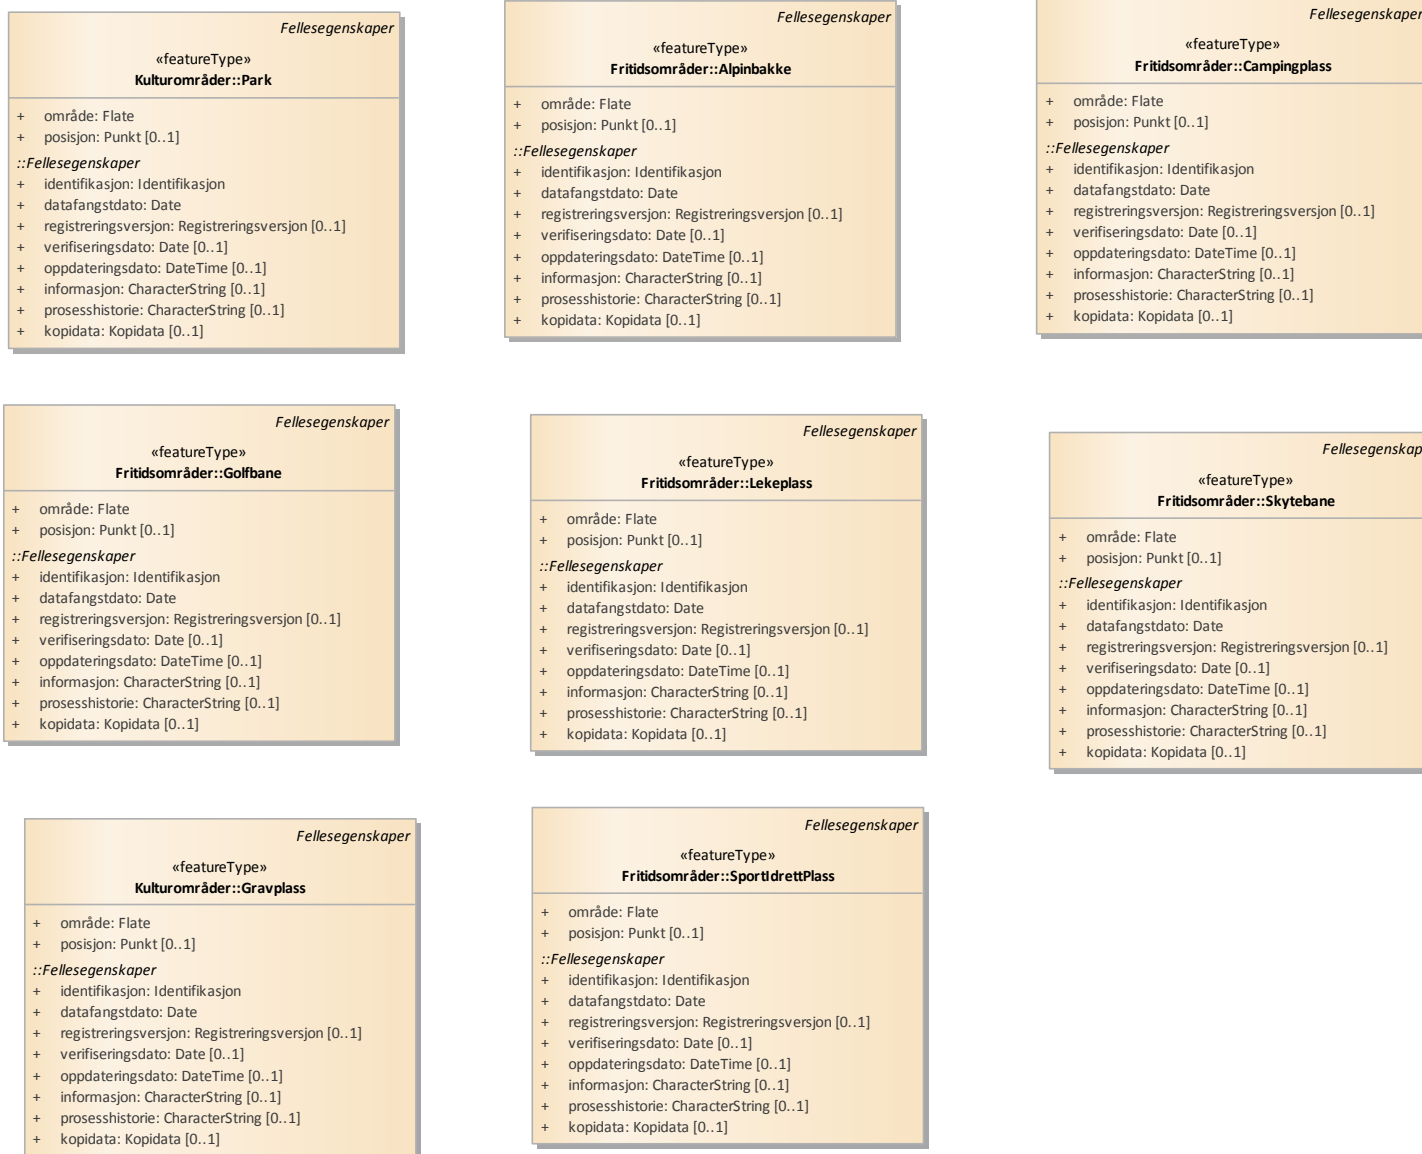 Fellesegenskaper
«featureType»
Kulturområder::Park
+ område: Flate
+ posisjon: Punkt [0..1]
::Fellesegenskaper
+ identifikasjon: Identifikasjon
+ datafangstdato: Date
+ registreringsversjon: Registreringsversjon [0..1]
+ verifiseringsdato: Date [0..1]
+ oppdateringsdato: DateTime [0..1]
+ informasjon: CharacterString [0..1]
+ prosesshistorie: CharacterString [0..1]
+ kopidata: Kopidata [0..1]
Fellesegenskaper
«featureType»
Fritidsområder::Alpinbakke
+ område: Flate
+ posisjon: Punkt [0..1]
::Fellesegenskaper
+ identifikasjon: Identifikasjon
+ datafangstdato: Date
+ registreringsversjon: Registreringsversjon [0..1]
+ verifiseringsdato: Date [0..1]
+ oppdateringsdato: DateTime [0..1]
+ informasjon: CharacterString [0..1]
+ prosesshistorie: CharacterString [0..1]
+ kopidata: Kopidata [0..1]
Fellesegenskaper
«featureType»
Fritidsområder::Campingplass
+ område: Flate
+ posisjon: Punkt [0..1]
::Fellesegenskaper
+ identifikasjon: Identifikasjon
+ datafangstdato: Date
+ registreringsversjon: Registreringsversjon [0..1]
+ verifiseringsdato: Date [0..1]
+ oppdateringsdato: DateTime [0..1]
+ informasjon: CharacterString [0..1]
+ prosesshistorie: CharacterString [0..1]
+ kopidata: Kopidata [0..1]
Fellesegenskaper
«featureType»
Fritidsområder::Golfbane
+ område: Flate
+ posisjon: Punkt [0..1]
::Fellesegenskaper
+ identifikasjon: Identifikasjon
+ datafangstdato: Date
+ registreringsversjon: Registreringsversjon [0..1]
+ verifiseringsdato: Date [0..1]
+ oppdateringsdato: DateTime [0..1]
+ informasjon: CharacterString [0..1]
+ prosesshistorie: CharacterString [0..1]
+ kopidata: Kopidata [0..1]
Fellesegenskaper
«featureType»
Fritidsområder::Lekeplass
+ område: Flate
+ posisjon: Punkt [0..1]
::Fellesegenskaper
+ identifikasjon: Identifikasjon
+ datafangstdato: Date
+ registreringsversjon: Registreringsversjon [0..1]
+ verifiseringsdato: Date [0..1]
+ oppdateringsdato: DateTime [0..1]
+ informasjon: CharacterString [0..1]
+ prosesshistorie: CharacterString [0..1]
+ kopidata: Kopidata [0..1]
Fellesegenskap
«featureType»
Fritidsområder::Skytebane
+ område: Flate
+ posisjon: Punkt [0..1]
::Fellesegenskaper
+ identifikasjon: Identifikasjon
+ datafangstdato: Date
+ registreringsversjon: Registreringsversjon [0..1]
+ verifiseringsdato: Date [0..1]
+ oppdateringsdato: DateTime [0..1]
+ informasjon: CharacterString [0..1]
+ prosesshistorie: CharacterString [0..1]
+ kopidata: Kopidata [0..1]
Fellesegenskaper
«featureType»
Kulturområder::Gravplass
+ område: Flate
+ posisjon: Punkt [0..1]
::Fellesegenskaper
+ identifikasjon: Identifikasjon
+ datafangstdato: Date
+ registreringsversjon: Registreringsversjon [0..1]
+ verifiseringsdato: Date [0..1]
+ oppdateringsdato: DateTime [0..1]
+ informasjon: CharacterString [0..1]
+ prosesshistorie: CharacterString [0..1]
+ kopidata: Kopidata [0..1]
Fellesegenskaper
«featureType»
Fritidsområder::SportIdrettPlass
+ område: Flate
+ posisjon: Punkt [0..1]
::Fellesegenskaper
+ identifikasjon: Identifikasjon
+ datafangstdato: Date
+ registreringsversjon: Registreringsversjon [0..1]
+ verifiseringsdato: Date [0..1]
+ oppdateringsdato: DateTime [0..1]
+ informasjon: CharacterString [0..1]
+ prosesshistorie: CharacterString [0..1]
+ kopidata: Kopidata [0..1]